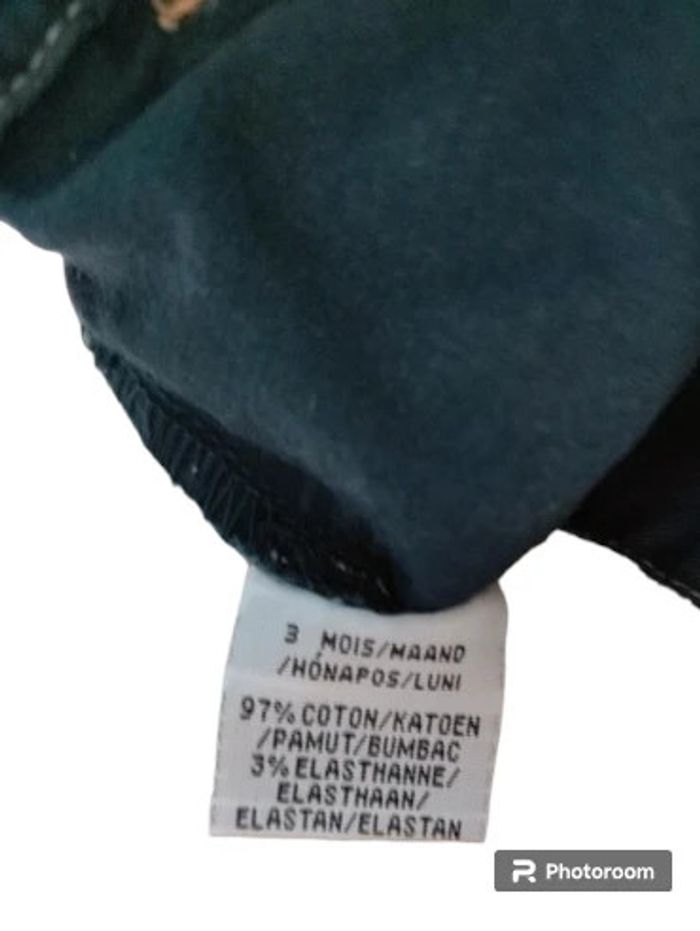 3 MOIS/MAAND
/HÓNAPOS/LUNI
97% COTON/KATOEN
/PAMUT/BUMBAC
3% ELASTHANNE/
ELASTHAAN/
ELASTAN/ELASTAN
Photoroom